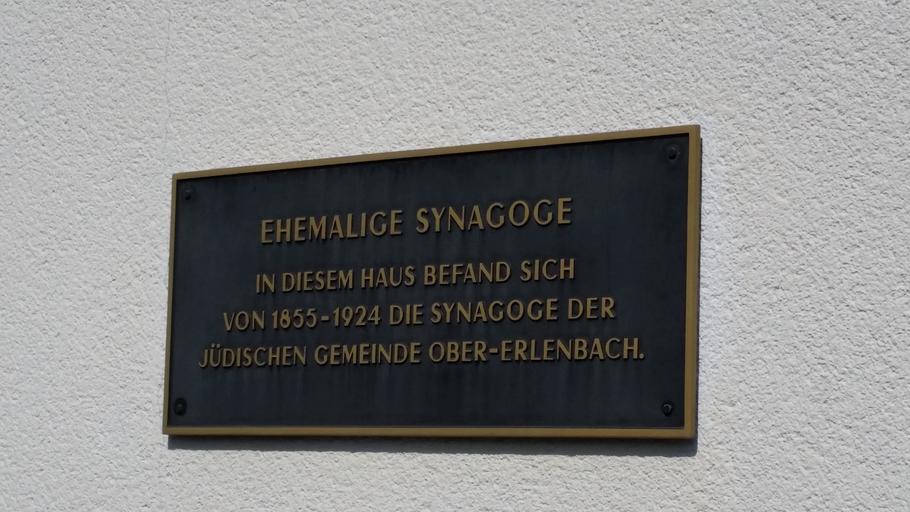 EHEMALIGE SYNAGOGE
IN DIESEM HAUS BEFAND SICH
VON 1855-1924 DIE SYNAGOGE DER
JÜDISCHEN GEMEINDE OBER-ERLENBACH.